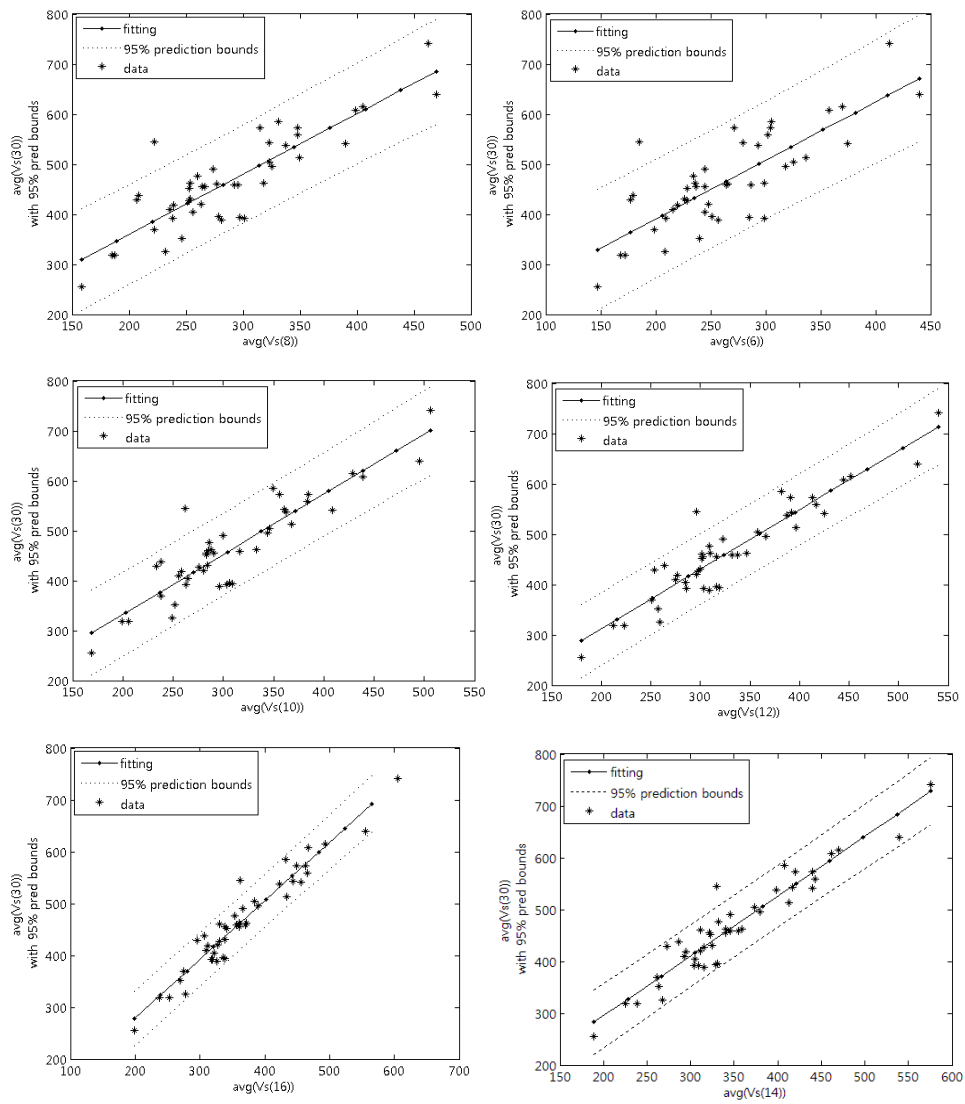 800
700
600
500
400
300
200
avg(Vs(30))
with 95% pred bounds
fitting
95% prediction bounds
data
150 200 250 300 350 400 450 500
avg(Vs(8))
800
700
600
500
400
300
200
avg(Vs(30))
with 95% pred bounds
fitting
95% prediction bounds
data
100 150 200 250 300 350 400 450
avg(Vs(6))
800
700
600
500
400
300
200
avg(Vs(30))
with 95% pred bounds
fitting
95% prediction bounds
data
150 200 250 300 350 400 450 500 550
avg(Vs(10))
800
700
600
500
400
300
200
avg(Vs(30))
with 95% pred bounds
fitting
95% prediction bounds
data
150 200 250 300 350 400 450 500 550
avg(Vs(12))
800
700
600
500
400
300
200
avg(Vs(30))
with 95% pred bounds
fitting
95% prediction bounds
data
100 200 300 400 500 600 700
avg(Vs(16))
800
700
600
500
400
300
200
avg(Vs(30))
with 95% pred bounds
fitting
95% prediction bounds
data
150 200 250 300 350 400 450 500 550 600
avg(Vs(14))